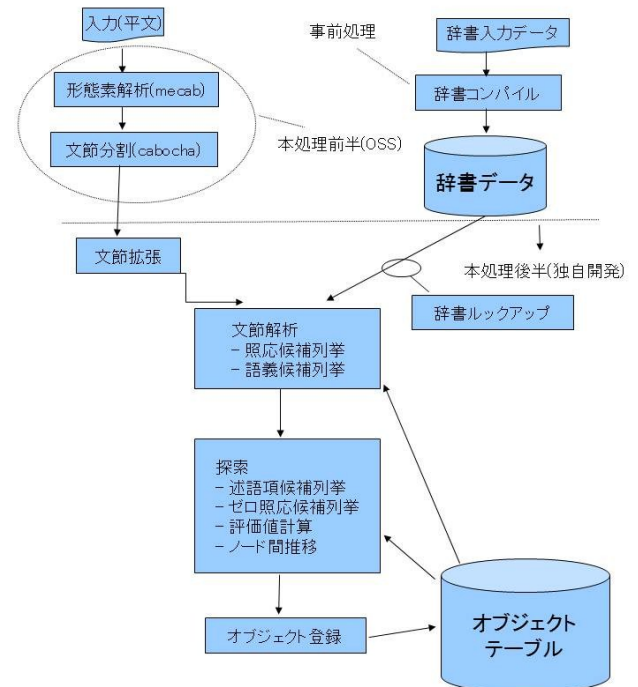 入力(平文)
形態素解析(mecab)
文節分割(cabocha)
事前処理
辞書入力データ
辞書コンパイル
本処理前半(OSS)
辞書データ
文節拡張
本処理後半(独自開発)
辞書ルックアップ
文節解析
– 照応候補列挙
– 語義候補列挙
探索
– 述語項候補列挙
– ゼロ照応候補列挙
– 評価値計算
– ノード間推移
オブジェクト登録
オブジェクト
テーブル